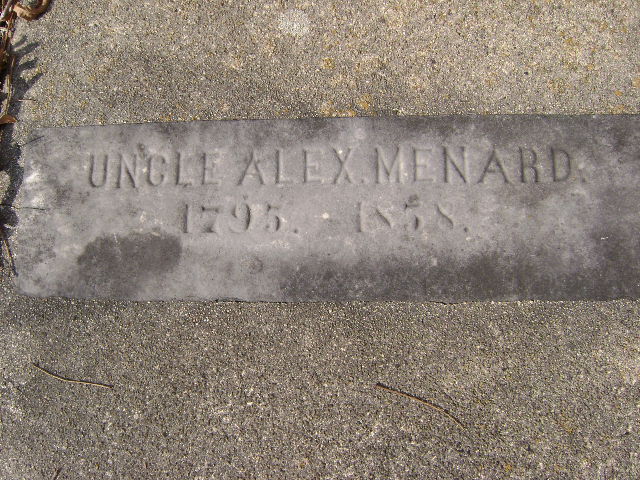 UNCLE ALEX. MENARD.
1795. - 1858.